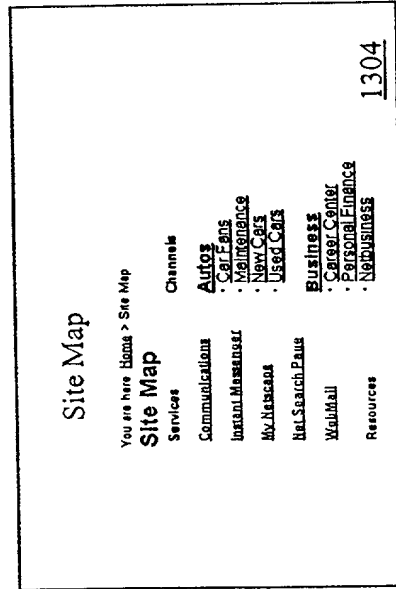 Site Map
You are here Home > Site Map
Site Map
Services
Channels
Communications
Instant Messenger
My Netscape
Net Search Page
WebMail
Resources
Autos
· Car Fans
· Maintenance
· New Cars
· Used Cars
Business
· Career Center
· Personal Finance
· Netbusiness
1304